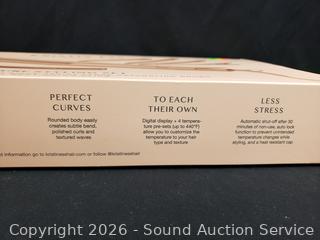 PERFECT
CURVES
Rounded body easily
creates subtle bend,
polished curls and
textured waves.
TO EACH
THEIR OWN
Digital display + 4 tempera-
ture pre-sets (up to 440°F)
allow you to customize the
temperature to your hair
type and texture
LESS
STRESS
Automatic shut-off after 30
minutes of non-use, auto lock
function to prevent unintended
temperature changes while
styling, and a heat resistant cap
information go to kristinesshair.com or follow @kristinesshair
Copyright 2026 - Sound Auction Service